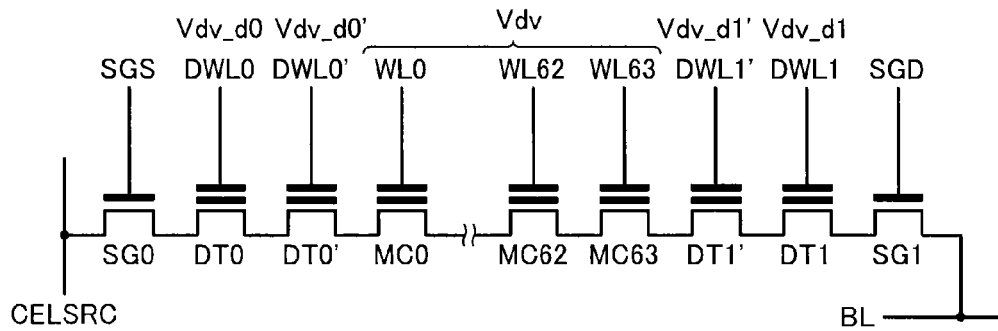 Vdv_d0 Vdv_d0' Vdv Vdv_d1' Vdv_d1
SGS DWL0 DWL0' WL0 WL62 WL63 DWL1' DWL1 SGD
SG0 DT0 DT0' MC0 MC62 MC63 DT1' DT1 SG1
CELSRC BL